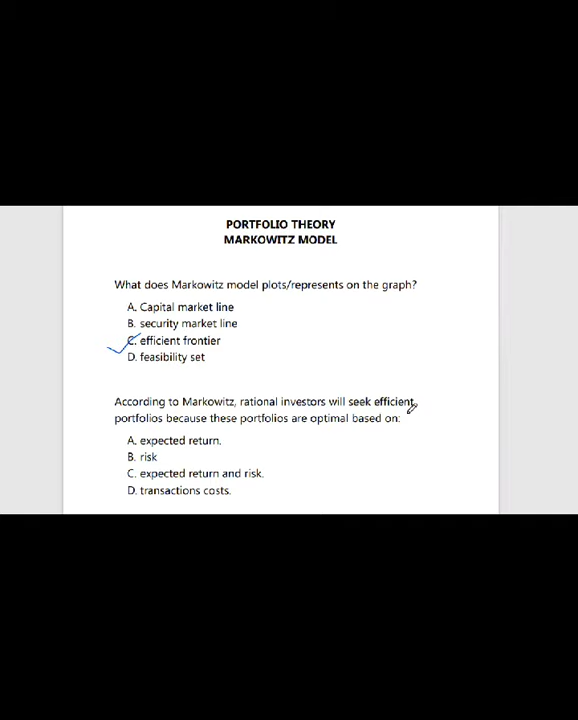 PORTFOLIO THEORY
MARKOWITZ MODEL
What does Markowitz model plots/represents on the graph?
A. Capital market line
B. security market line
C. efficient frontier
D. feasibility set
According to Markowitz, rational investors will seek efficient
portfolios because these portfolios are optimal based on:
A. expected return.
B. risk
C. expected return and risk.
D. transactions costs.